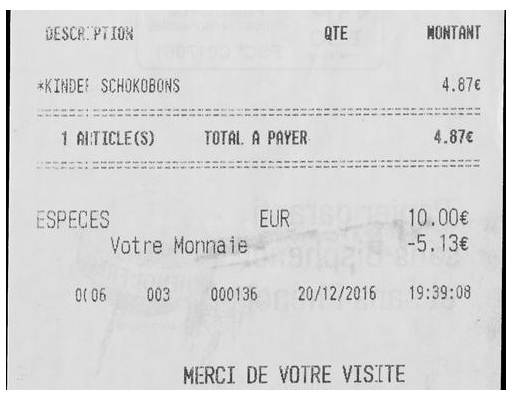 DESCRIPTION QTE MONTANT
*KINDER SCHOKOBONS 4.87€
1 ARTICLE(S) TOTAL A PAYER 4.87€
ESPECES EUR 10.00€
Votre Monnaie -5.13€
0006 003 000136 20/12/2016 19:39:08
MERCI DE VOTRE VISITE